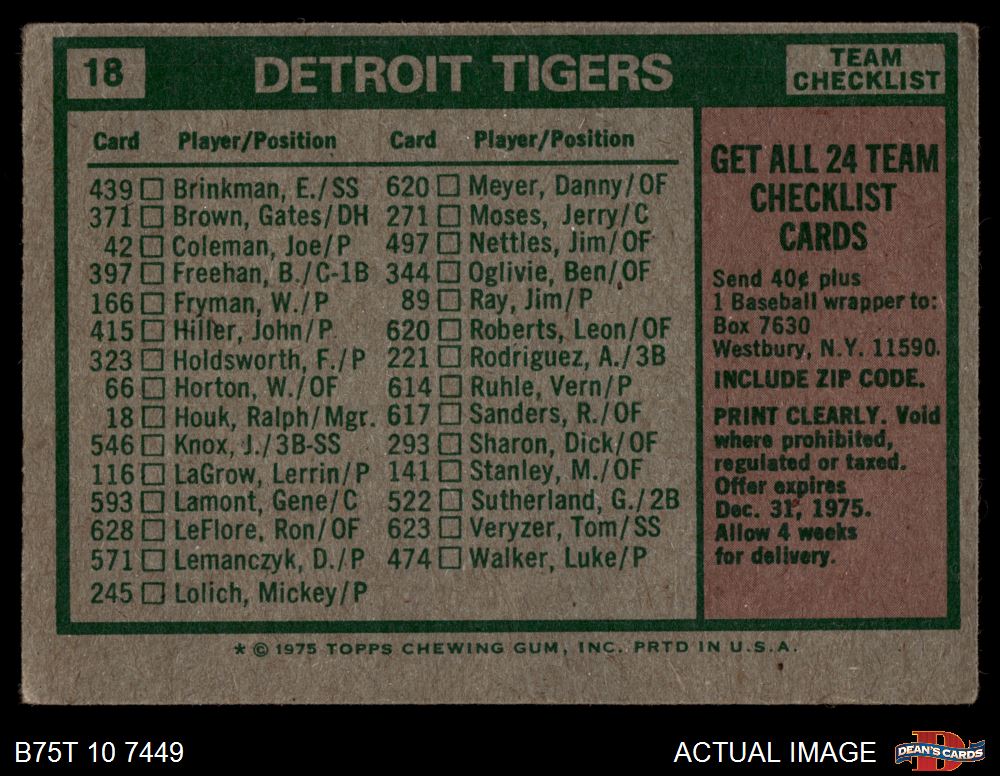 18 DETROIT TIGERS TEAM CHECKLIST
Card Player/Position Card Player/Position
439 Brinkman, E./SS 620 Meyer, Danny/OF
371 Brown, Gates/DH 271 Moses, Jerry/C
42 Coleman, Joe/P 497 Nettles, Jim/OF
397 Freehan, B./C-1B 344 Oglivie, Ben/OF
166 Fryman, W./P 89 Ray, Jim/P
415 Hiller, John/P 620 Roberts, Leon/OF
323 Holdsworth, F./P 221 Rodriguez, A./3B
66 Horton, W./OF 614 Ruhle, Vern/P
18 Houk, Ralph/Mgr. 617 Sanders, R./OF
546 Knox, J./3B-SS 293 Sharon, Dick/OF
116 LaGrow, Lerrin/P 141 Stanley, M./OF
593 Lamont, Gene/C 522 Sutherland, G./2B
628 LeFlore, Ron/OF 623 Veryzer, Tom/SS
571 Lemanczyk, D./P 474 Walker, Luke/P
245 Lolich, Mickey/P
GET ALL 24 TEAM
CHECKLIST
CARDS
Send 40¢ plus
1 Baseball wrapper to:
Box 7630
Westbury, N.Y. 11590.
INCLUDE ZIP CODE.
PRINT CLEARLY. Void
where prohibited,
regulated or taxed.
Offer expires
Dec. 31, 1975.
Allow 4 weeks
for delivery.
* © 1975 TOPPS CHEWING GUM, INC. PRTD IN U.S.A.
B75T 10 7449
ACTUAL IMAGE
DEAN'S CARDS